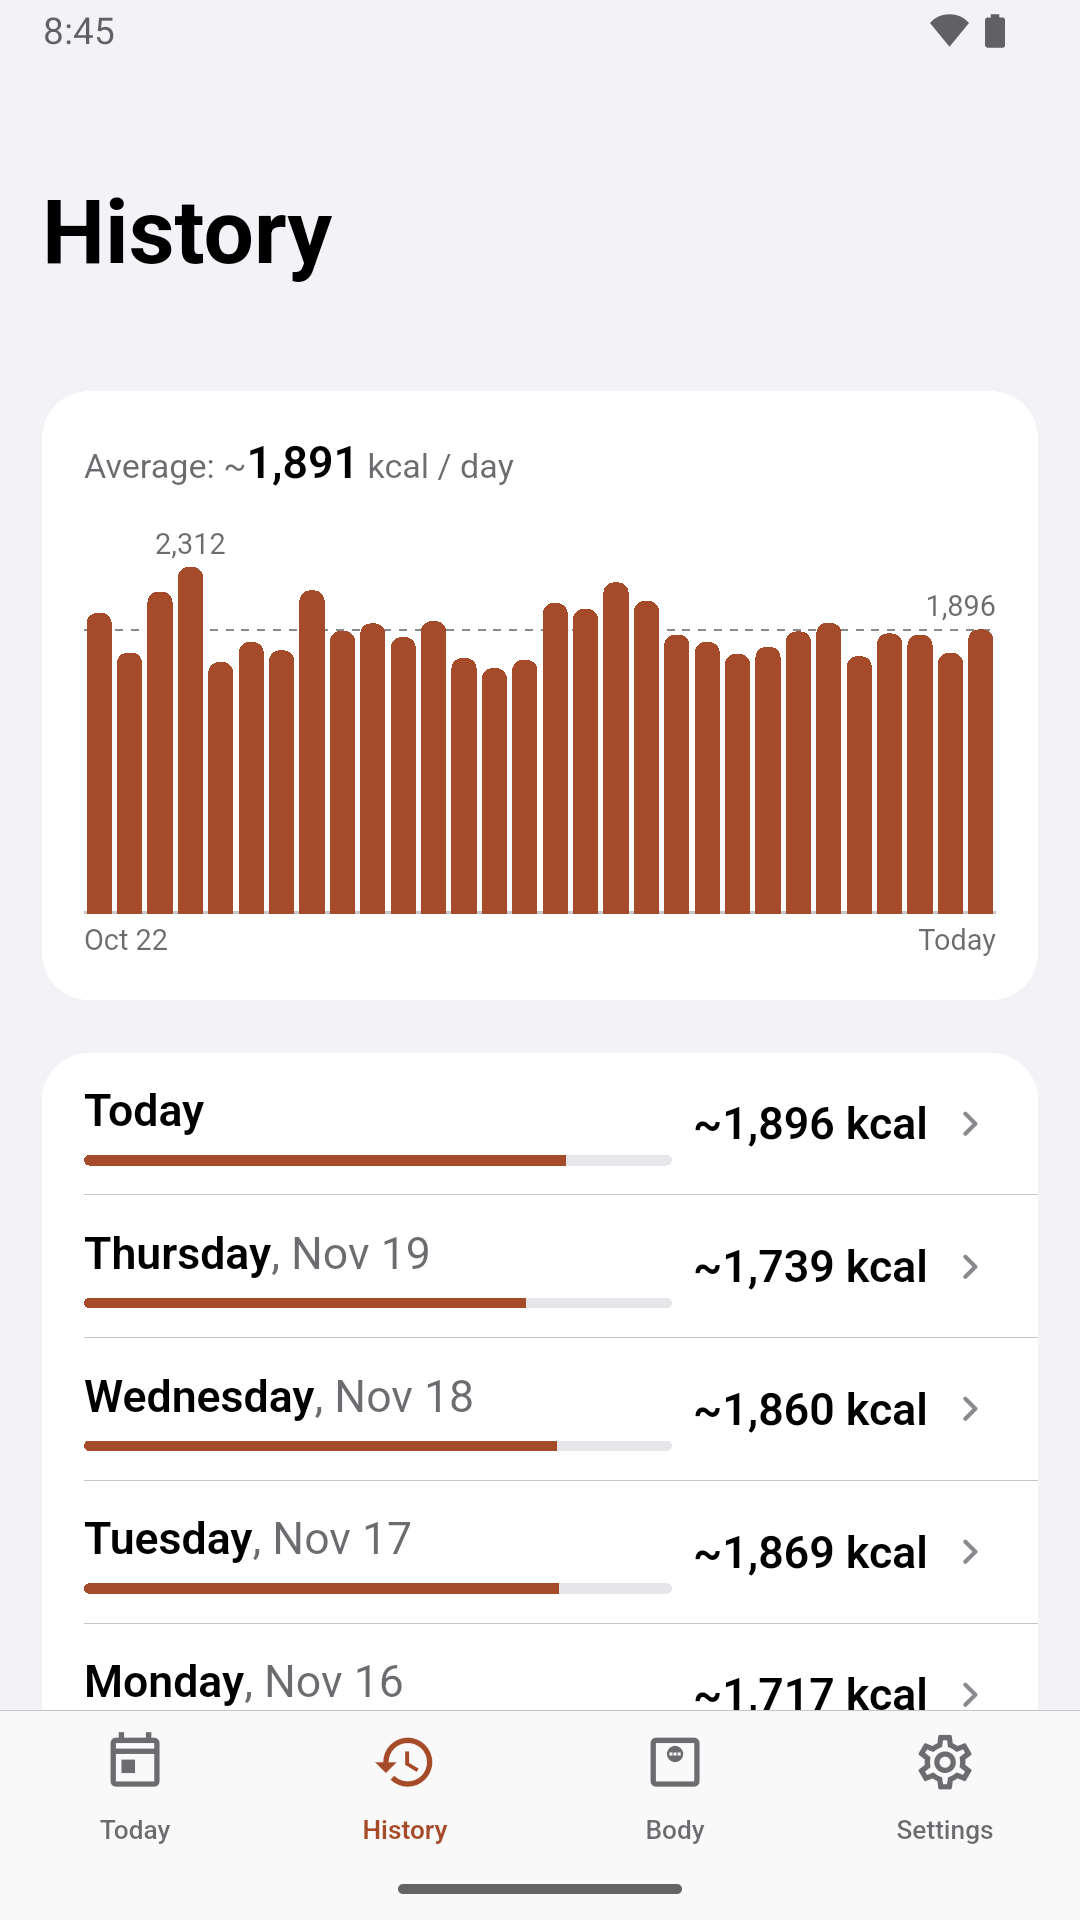 8:45
History
Average: ~1,891 kcal / day
2,312
1,896
Oct 22
Today
Today
~1,896 kcal
Thursday, Nov 19
~1,739 kcal
Wednesday, Nov 18
~1,860 kcal
Tuesday, Nov 17
~1,869 kcal
Monday, Nov 16
~1,717 kcal
Today
History
Body
Settings